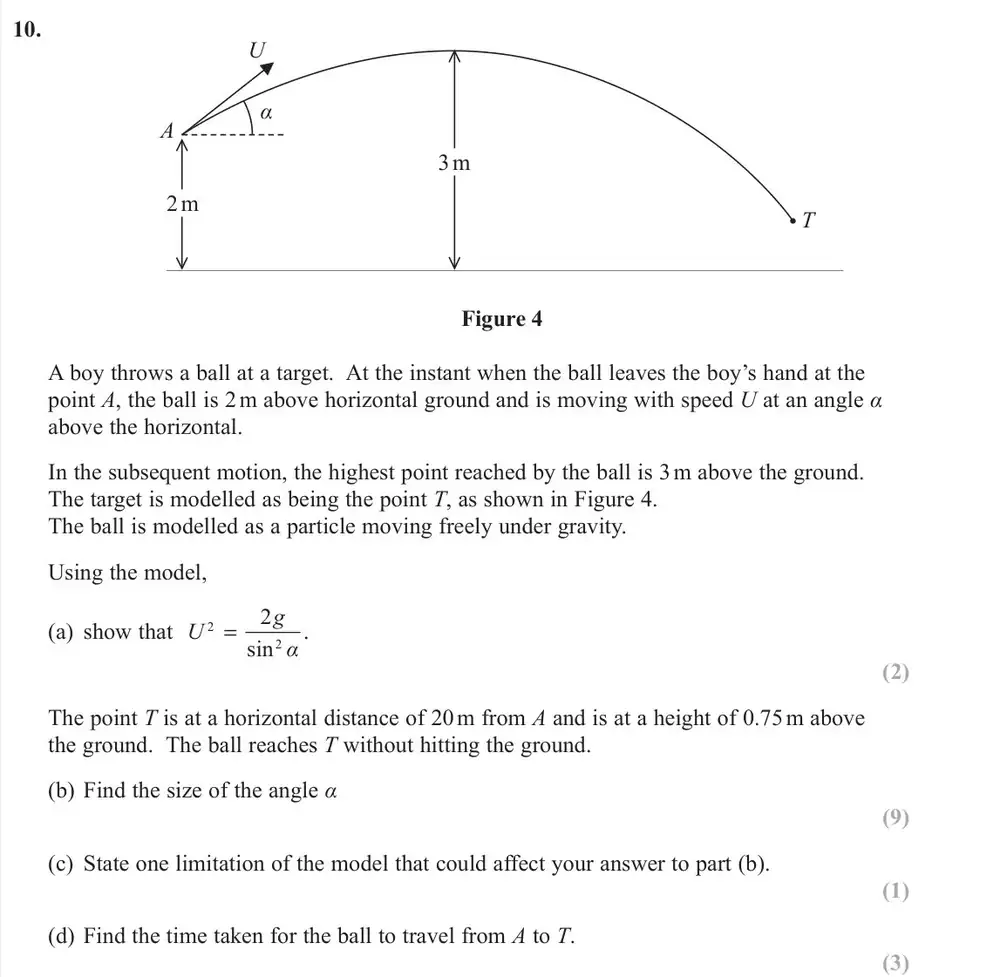 10.
U
α
A
3 m
2 m
T
Figure 4
A boy throws a ball at a target. At the instant when the ball leaves the boy’s hand at the
point A, the ball is 2 m above horizontal ground and is moving with speed U at an angle α
above the horizontal.
In the subsequent motion, the highest point reached by the ball is 3 m above the ground.
The target is modelled as being the point T, as shown in Figure 4.
The ball is modelled as a particle moving freely under gravity.
Using the model,
(a) show that U² = 2g / sin² α.
(2)
The point T is at a horizontal distance of 20 m from A and is at a height of 0.75 m above
the ground. The ball reaches T without hitting the ground.
(b) Find the size of the angle α
(9)
(c) State one limitation of the model that could affect your answer to part (b).
(1)
(d) Find the time taken for the ball to travel from A to T.
(3)